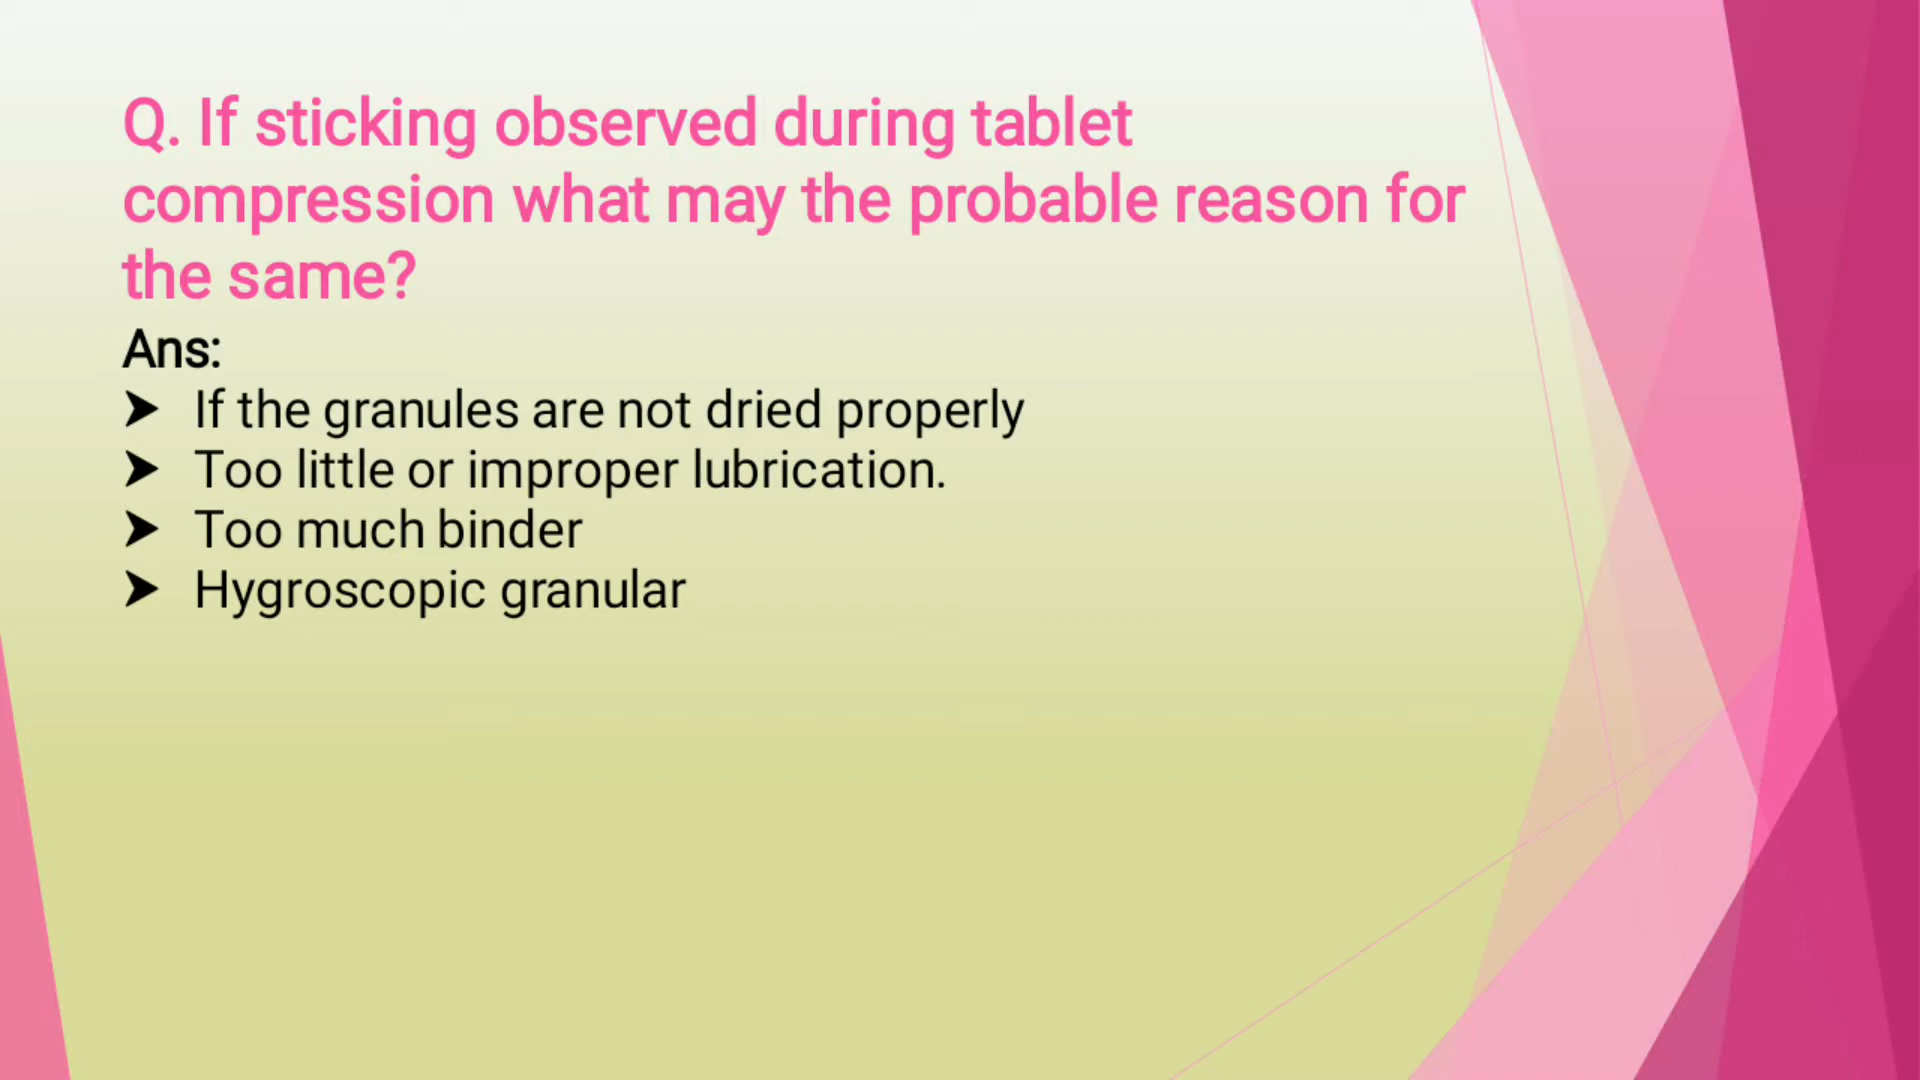 Q. If sticking observed during tablet
compression what may the probable reason for
the same?
Ans:
➤ If the granules are not dried properly
➤ Too little or improper lubrication.
➤ Too much binder
➤ Hygroscopic granular